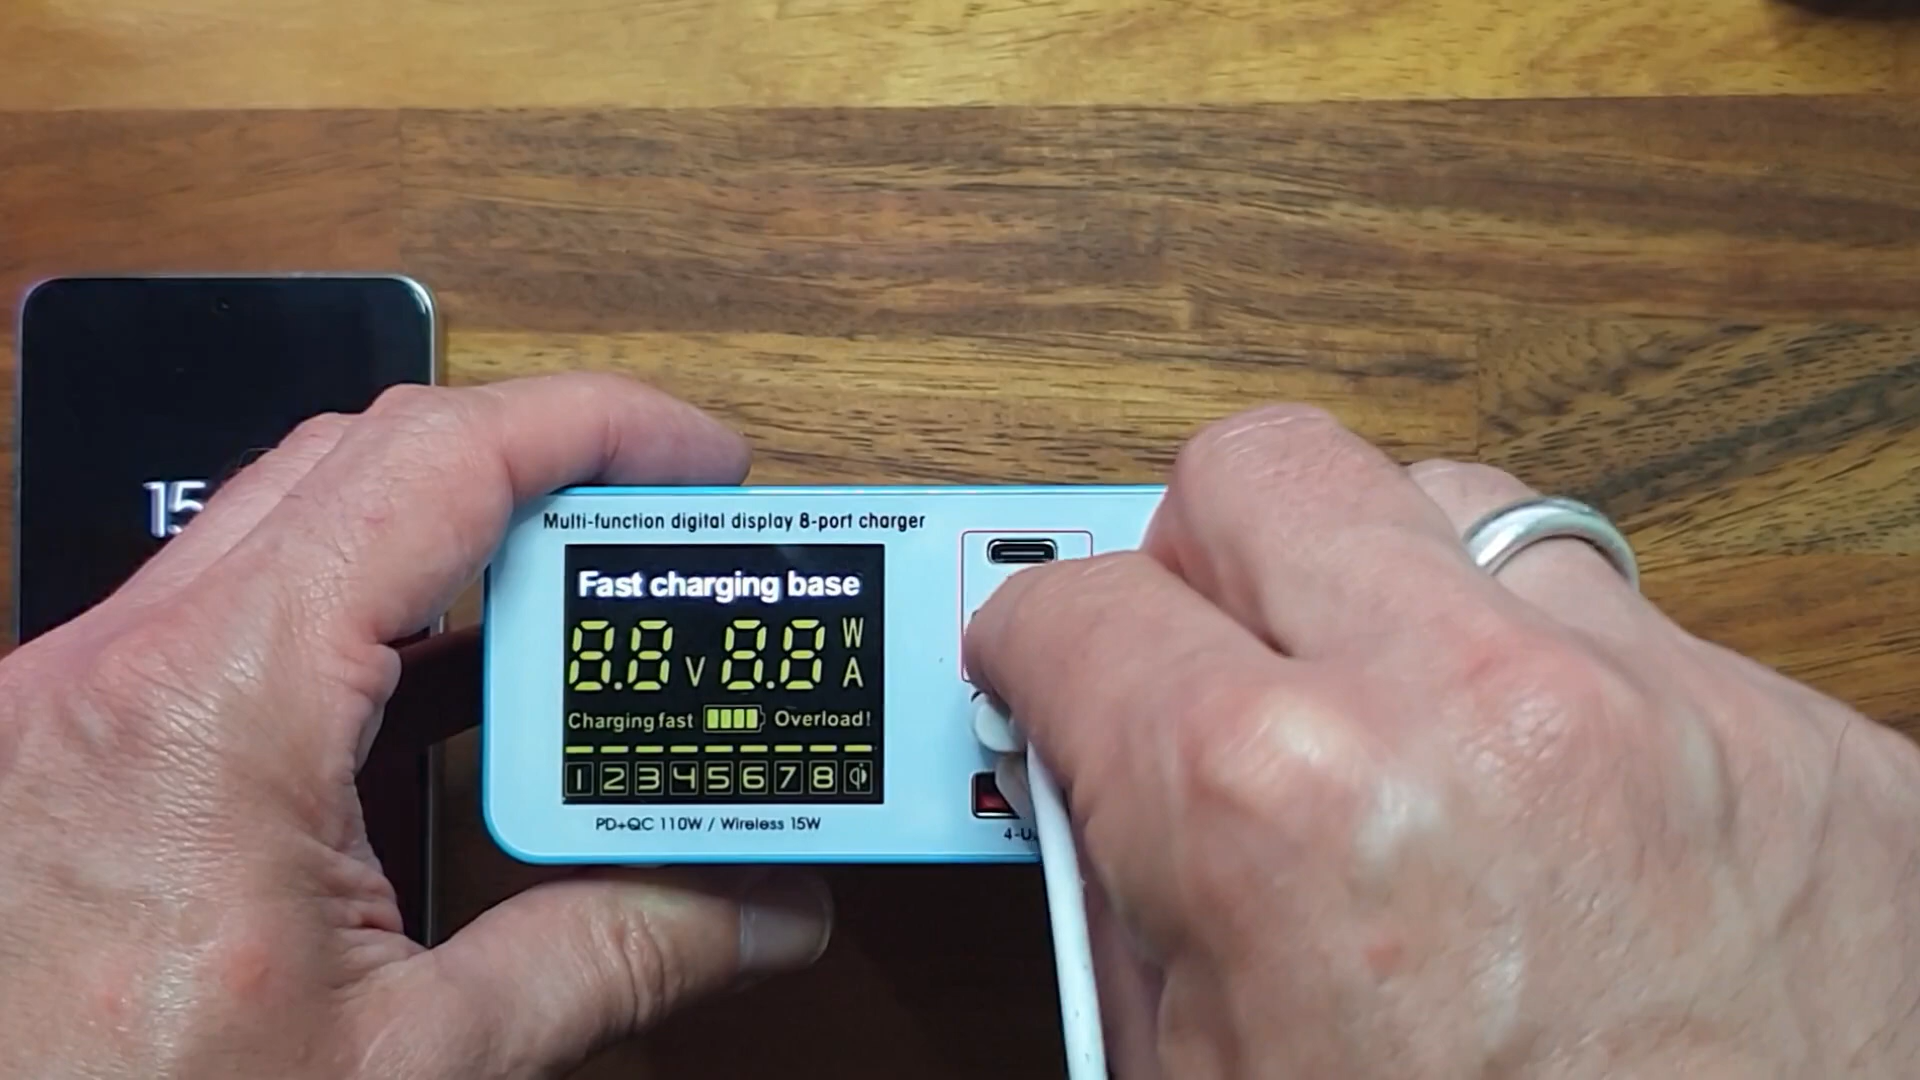 15
Multi-function digital display 8-port charger
Fast charging base
8.8 V 8.8 W A
Charging fast Overload!
1 2 3 4 5 6 7 8
PD+QC 110W / Wireless 15W